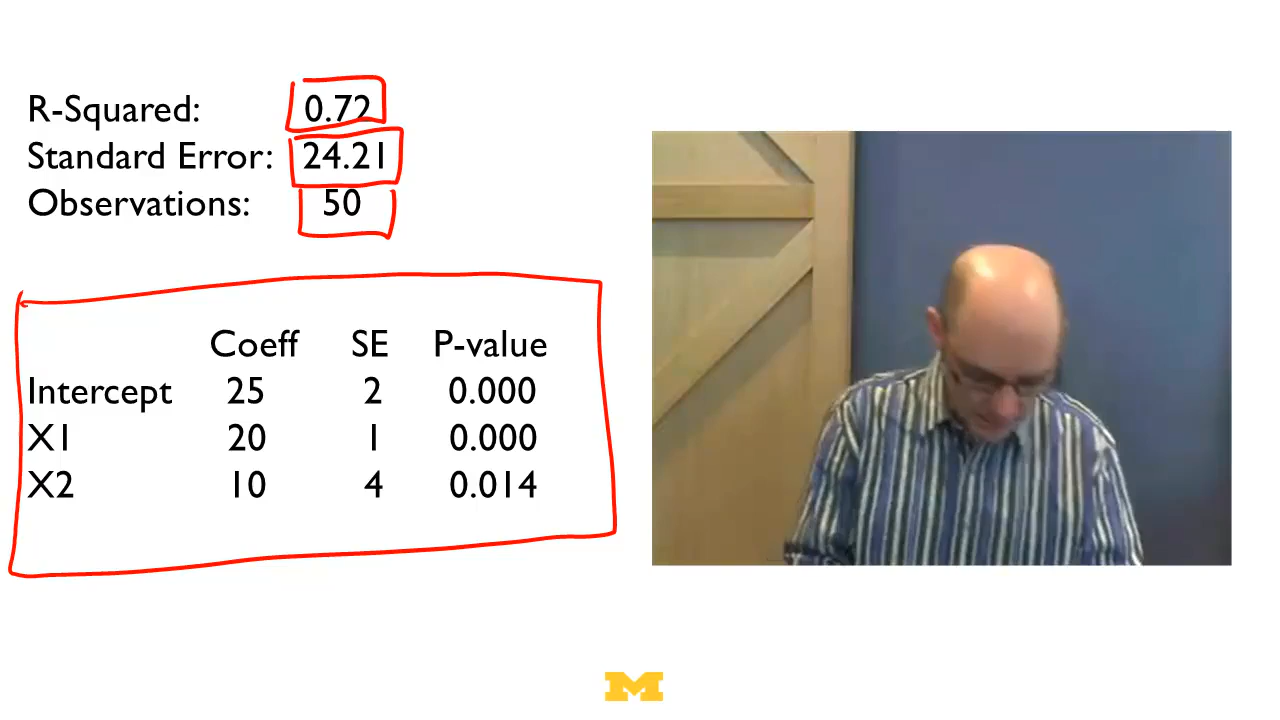 R-Squared: 0.72
Standard Error: 24.21
Observations: 50
Coeff SE P-value
Intercept 25 2 0.000
X1 20 1 0.000
X2 10 4 0.014
M